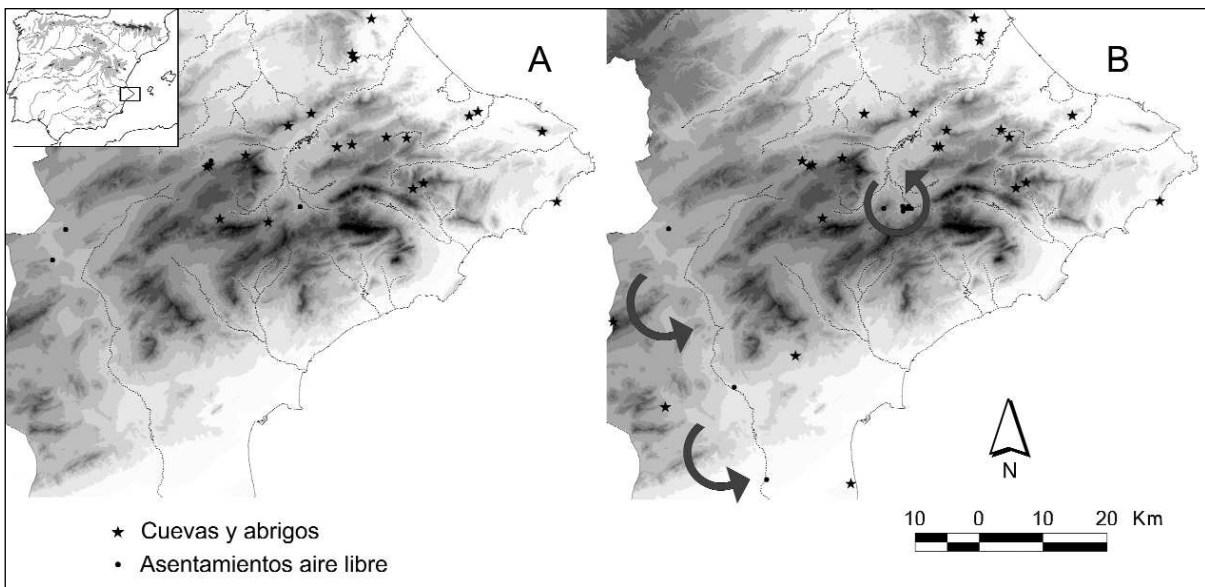 A
B
★ Cuevas y abrigos
• Asentamientos aire libre
N
10 0 10 20 Km